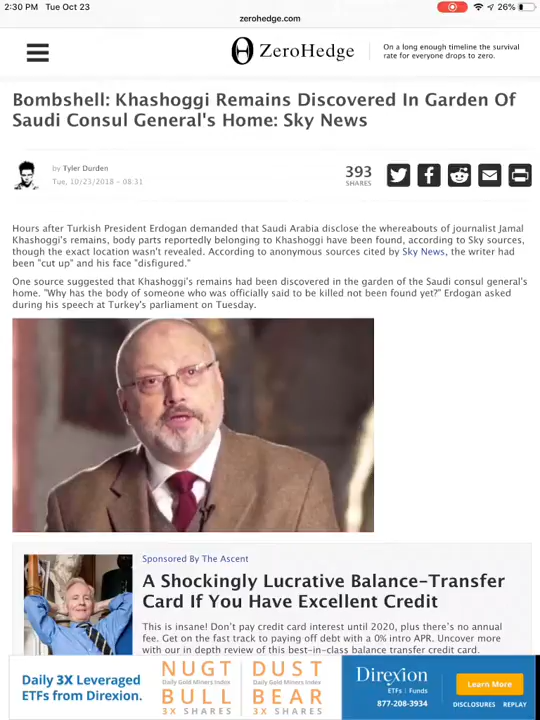 2:30 PM Tue Oct 23
26%
zerohedge.com
ZeroHedge
On a long enough timeline the survival
rate for everyone drops to zero.
Bombshell: Khashoggi Remains Discovered In Garden Of
Saudi Consul General's Home: Sky News
by Tyler Durden
Tue, 10/23/2018 - 08:31
393
SHARES
Hours after Turkish President Erdogan demanded that Saudi Arabia disclose the whereabouts of journalist Jamal
Khashoggi's remains, body parts reportedly belonging to Khashoggi have been found, according to Sky sources,
though the exact location wasn't revealed. According to anonymous sources cited by Sky News, the writer had
been "cut up" and his face "disfigured."
One source suggested that Khashoggi's remains had been discovered in the garden of the Saudi consul general's
home. "Why has the body of someone who was officially said to be killed not been found yet?" Erdogan asked
during his speech at Turkey's parliament on Tuesday.
Sponsored By The Ascent
A Shockingly Lucrative Balance-Transfer
Card If You Have Excellent Credit
This is insane! Don't pay credit card interest until 2020, plus there's no annual
fee. Get on the fast track to paying off debt with a 0% intro APR. Uncover more
with our in depth review of this best-in-class balance transfer credit card.
Daily 3X Leveraged
ETFs from Direxion.
NUGT
Daily Gold Miners Index
BULL
3X SHARES
DUST
Daily Gold Miners Index
BEAR
3X SHARES
Direxion
ETFs | Funds
877-208-3934
Learn More
DISCLOSURES REPLAY